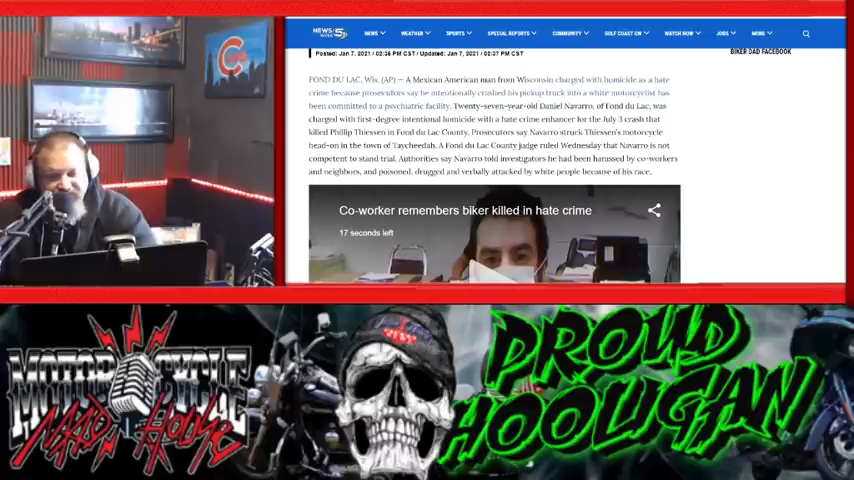 NEWS 5
NEWS WEATHER SPORTS SPECIAL REPORTS COMMUNITY GULF COAST CW WATCH NOW JOBS MORE
Posted: Jan 7, 2021 / 02:36 PM CST / Updated: Jan 7, 2021 / 02:37 PM CST
BIKER DAD FACEBOOK
FOND DU LAC, Wis. (AP) — A Mexican American man from Wisconsin charged with homicide as a hate
crime because prosecutors say he intentionally crashed his pickup truck into a white motorcyclist has
been committed to a psychiatric facility. Twenty-seven-year-old Daniel Navarro, of Fond du Lac, was
charged with first-degree intentional homicide with a hate crime enhancer for the July 3 crash that
killed Phillip Thiessen in Fond du Lac County. Prosecutors say Navarro struck Thiessen's motorcycle
head-on in the town of Taycheedah. A Fond du Lac County judge ruled Wednesday that Navarro is not
competent to stand trial. Authorities say Navarro told investigators he had been harassed by co-workers
and neighbors, and poisoned, drugged and verbally attacked by white people because of his race.
Co-worker remembers biker killed in hate crime
17 seconds left
MOTORCYCLE
MAD HOUSE
PROUD
HOOLIGAN